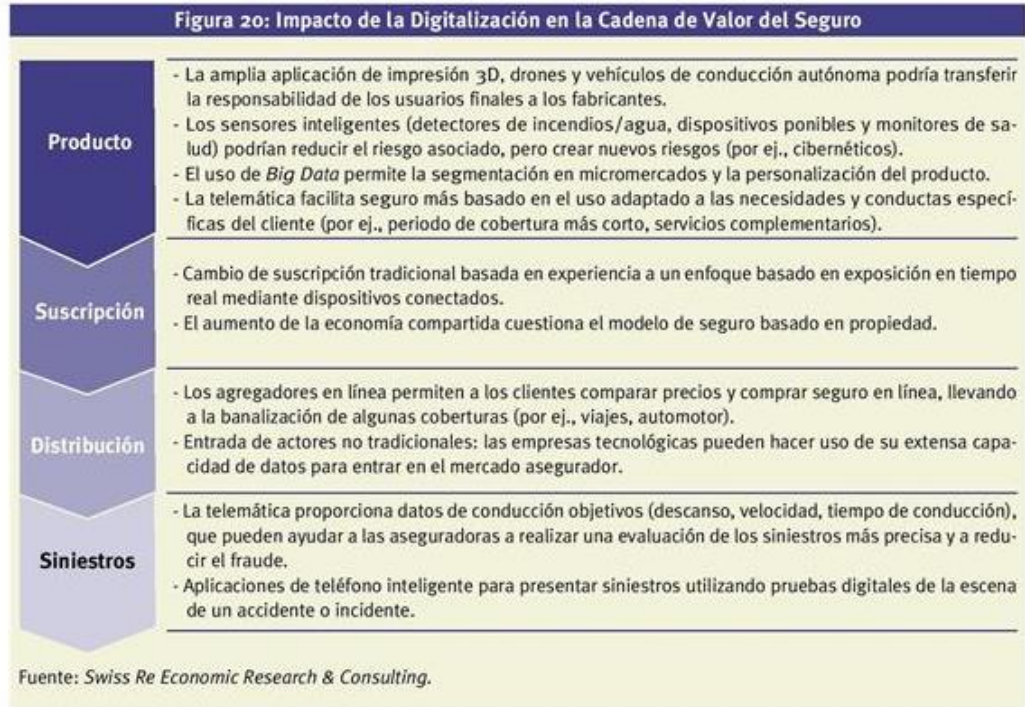 Figura 20: Impacto de la Digitalización en la Cadena de Valor del Seguro
Producto
- La amplia aplicación de impresión 3D, drones y vehículos de conducción autónoma podría transferir
la responsabilidad de los usuarios finales a los fabricantes.
- Los sensores inteligentes (detectores de incendios/agua, dispositivos ponibles y monitores de sa-
lud) podrían reducir el riesgo asociado, pero crear nuevos riesgos (por ej., cibernéticos).
- El uso de Big Data permite la segmentación en micromercados y la personalización del producto.
- La telemática facilita seguro más basado en el uso adaptado a las necesidades y conductas especí-
ficas del cliente (por ej., periodo de cobertura más corto, servicios complementarios).
Suscripción
- Cambio de suscripción tradicional basada en experiencia a un enfoque basado en exposición en tiempo
real mediante dispositivos conectados.
- El aumento de la economía compartida cuestiona el modelo de seguro basado en propiedad.
Distribución
- Los agregadores en línea permiten a los clientes comparar precios y comprar seguro en línea, llevando
a la banalización de algunas coberturas (por ej., viajes, automotor).
- Entrada de actores no tradicionales: las empresas tecnológicas pueden hacer uso de su extensa capa-
cidad de datos para entrar en el mercado asegurador.
Siniestros
- La telemática proporciona datos de conducción objetivos (descanso, velocidad, tiempo de conducción),
que pueden ayudar a las aseguradoras a realizar una evaluación de los siniestros más precisa y a redu-
cir el fraude.
- Aplicaciones de teléfono inteligente para presentar siniestros utilizando pruebas digitales de la escena
de un accidente o incidente.
Fuente: Swiss Re Economic Research & Consulting.